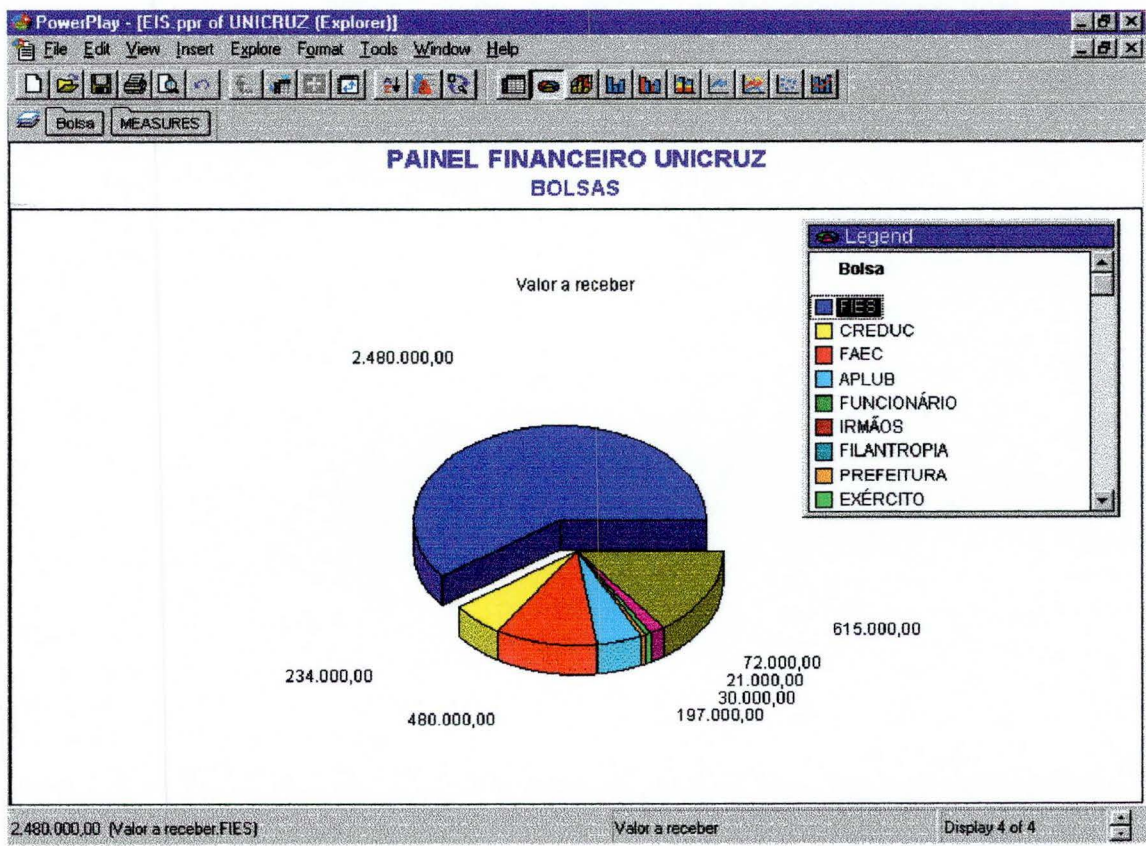 PowerPlay - [EIS.ppr of UNICRUZ (Explorer)]
File Edit View Insert Explore Format Tools Window Help
Bolsa MEASURES
PAINEL FINANCEIRO UNICRUZ
BOLSAS
Valor a receber
2.480.000,00
234.000,00
480.000,00
197.000,00
30.000,00
21.000,00
72.000,00
615.000,00
Legend
Bolsa
FIES
CREDUC
FAEC
APLUB
FUNCIONÁRIO
IRMÃOS
FILANTROPIA
PREFEITURA
EXÉRCITO
2.480.000,00 (Valor a receber.FIES) Valor a receber Display 4 of 4